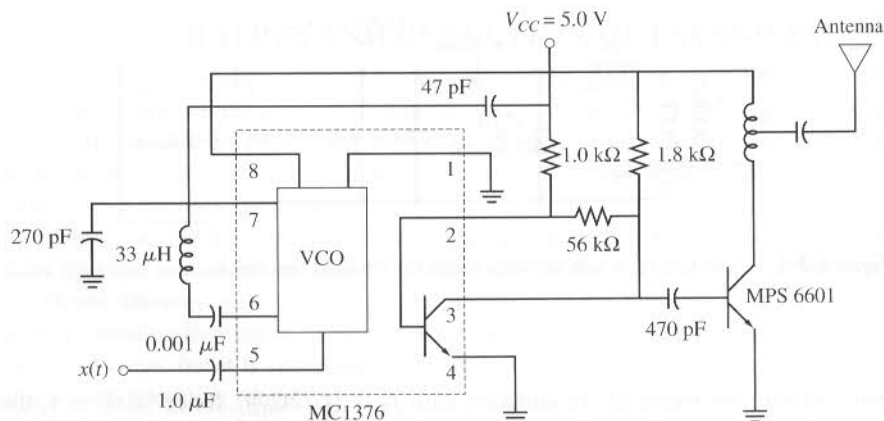 V_CC = 5.0 V
Antenna
47 pF
8
1
1.0 kΩ
1.8 kΩ
7
2
270 pF
33 μH
VCO
56 kΩ
6
3
MPS 6601
0.001 μF
470 pF
x(t)
5
4
1.0 μF
MC1376